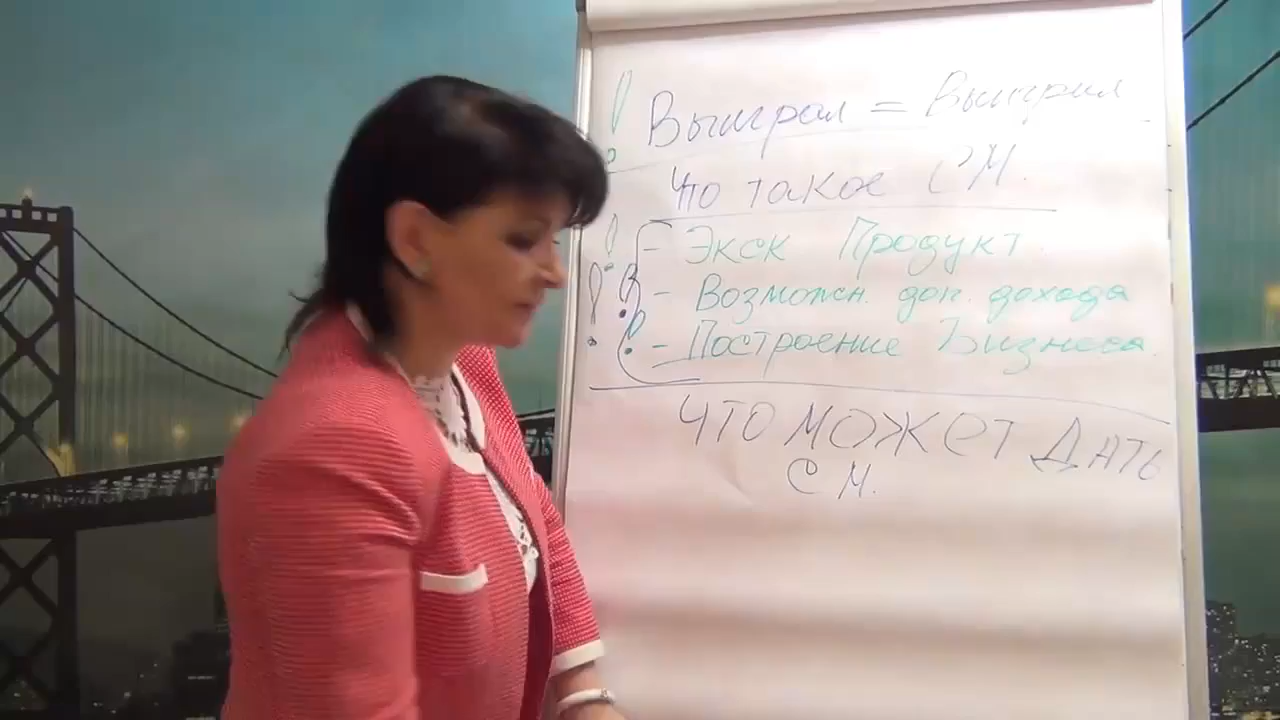 ! Выиграл = Выиграл
Что такое СМ.
- Экск Продукт
- Возможн. доп. дохода
- Построение Бизнеса
ЧТО МОЖЕТ ДАТЬ
СМ.